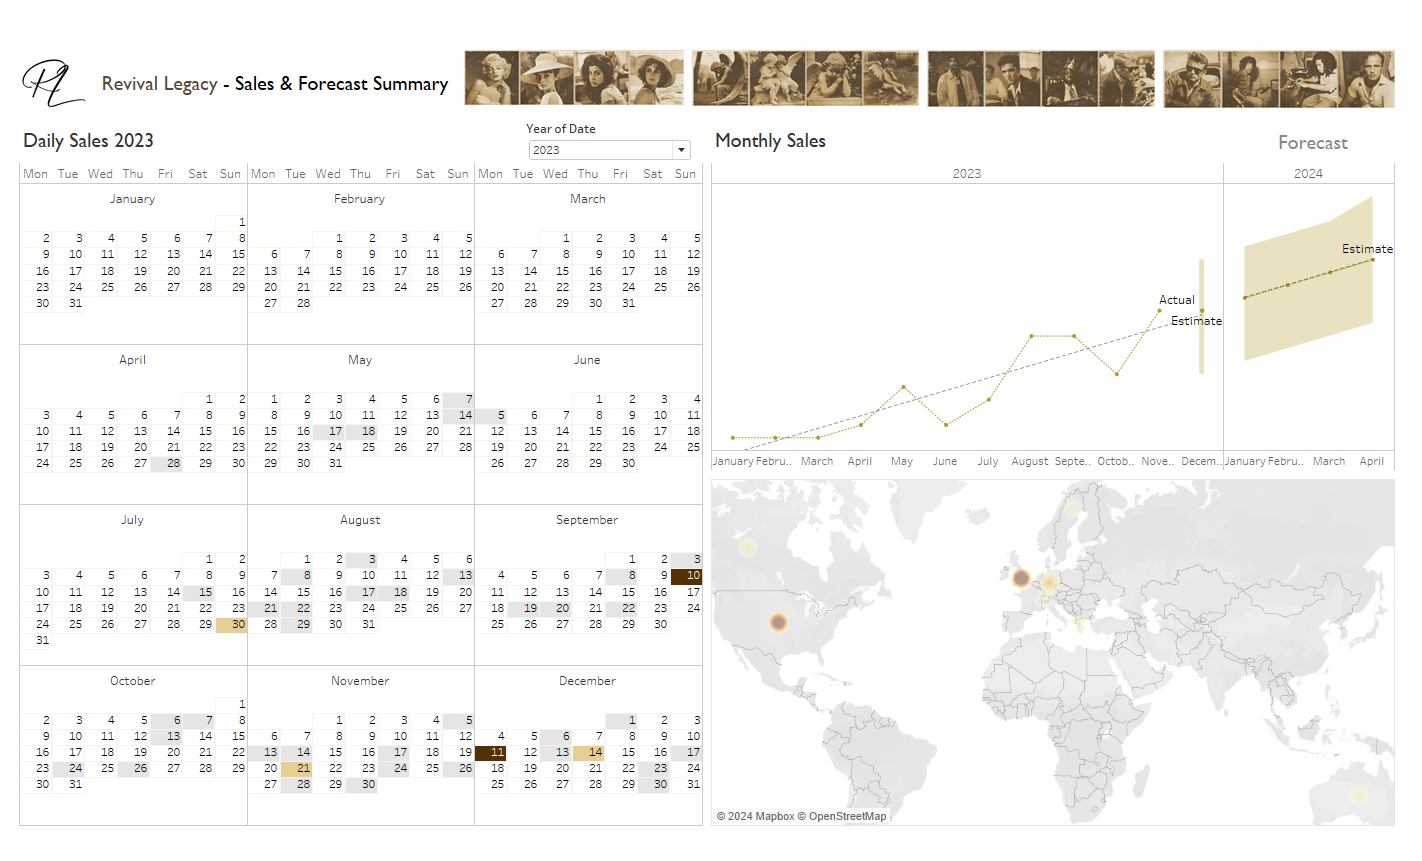 RL
Revival Legacy - Sales & Forecast Summary
Daily Sales 2023
Year of Date
2023
Mon Tue Wed Thu Fri Sat Sun Mon Tue Wed Thu Fri Sat Sun Mon Tue Wed Thu Fri Sat Sun
January
1
2 3 4 5 6 7 8
9 10 11 12 13 14 15
16 17 18 19 20 21 22
23 24 25 26 27 28 29
30 31
February
1 2 3 4 5
6 7 8 9 10 11 12
13 14 15 16 17 18 19
20 21 22 23 24 25 26
27 28
March
1 2 3 4 5
6 7 8 9 10 11 12
13 14 15 16 17 18 19
20 21 22 23 24 25 26
27 28 29 30 31
April
1 2
3 4 5 6 7 8 9
10 11 12 13 14 15 16
17 18 19 20 21 22 23
24 25 26 27 28 29 30
May
1 2 3 4 5 6 7
8 9 10 11 12 13 14
15 16 17 18 19 20 21
22 23 24 25 26 27 28
29 30 31
June
1 2 3 4
5 6 7 8 9 10 11
12 13 14 15 16 17 18
19 20 21 22 23 24 25
26 27 28 29 30
July
1 2
3 4 5 6 7 8 9
10 11 12 13 14 15 16
17 18 19 20 21 22 23
24 25 26 27 28 29 30
31
August
1 2 3 4 5 6
7 8 9 10 11 12 13
14 15 16 17 18 19 20
21 22 23 24 25 26 27
28 29 30 31
September
1 2 3
4 5 6 7 8 9 10
11 12 13 14 15 16 17
18 19 20 21 22 23 24
25 26 27 28 29 30
October
1
2 3 4 5 6 7 8
9 10 11 12 13 14 15
16 17 18 19 20 21 22
23 24 25 26 27 28 29
30 31
November
1 2 3 4 5
6 7 8 9 10 11 12
13 14 15 16 17 18 19
20 21 22 23 24 25 26
27 28 29 30
December
1 2 3
4 5 6 7 8 9 10
11 12 13 14 15 16 17
18 19 20 21 22 23 24
25 26 27 28 29 30 31
Monthly Sales
Forecast
2023
2024
Estimate
Actual
Estimate
January Febru.. March April May June July August Septe.. Octob.. Nove.. Decem.. January Febru.. March April
© 2024 Mapbox © OpenStreetMap